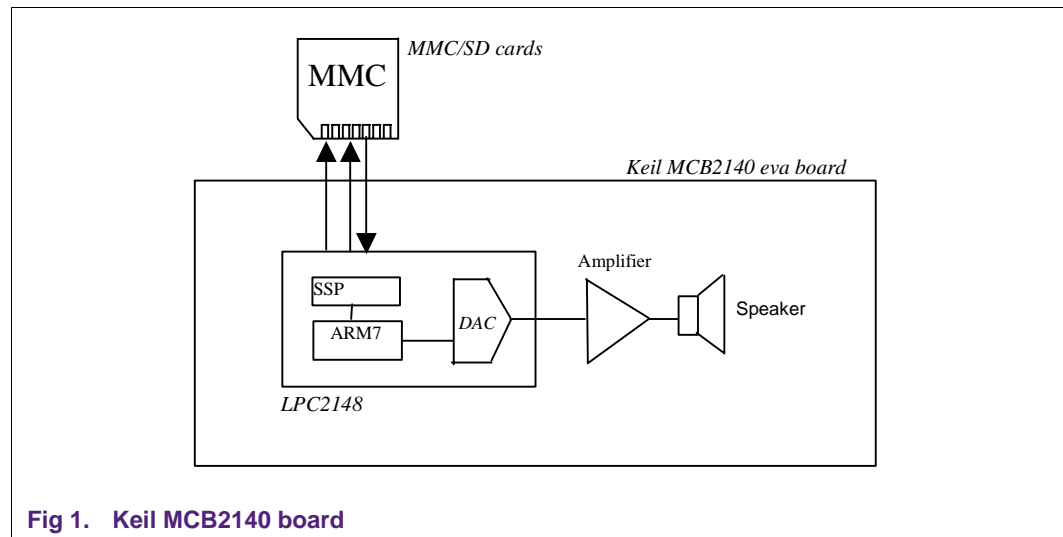 MMC/SD cards
MMC
Keil MCB2140 eva board
SSP
ARM7
DAC
Amplifier
Speaker
LPC2148
Fig 1. Keil MCB2140 board